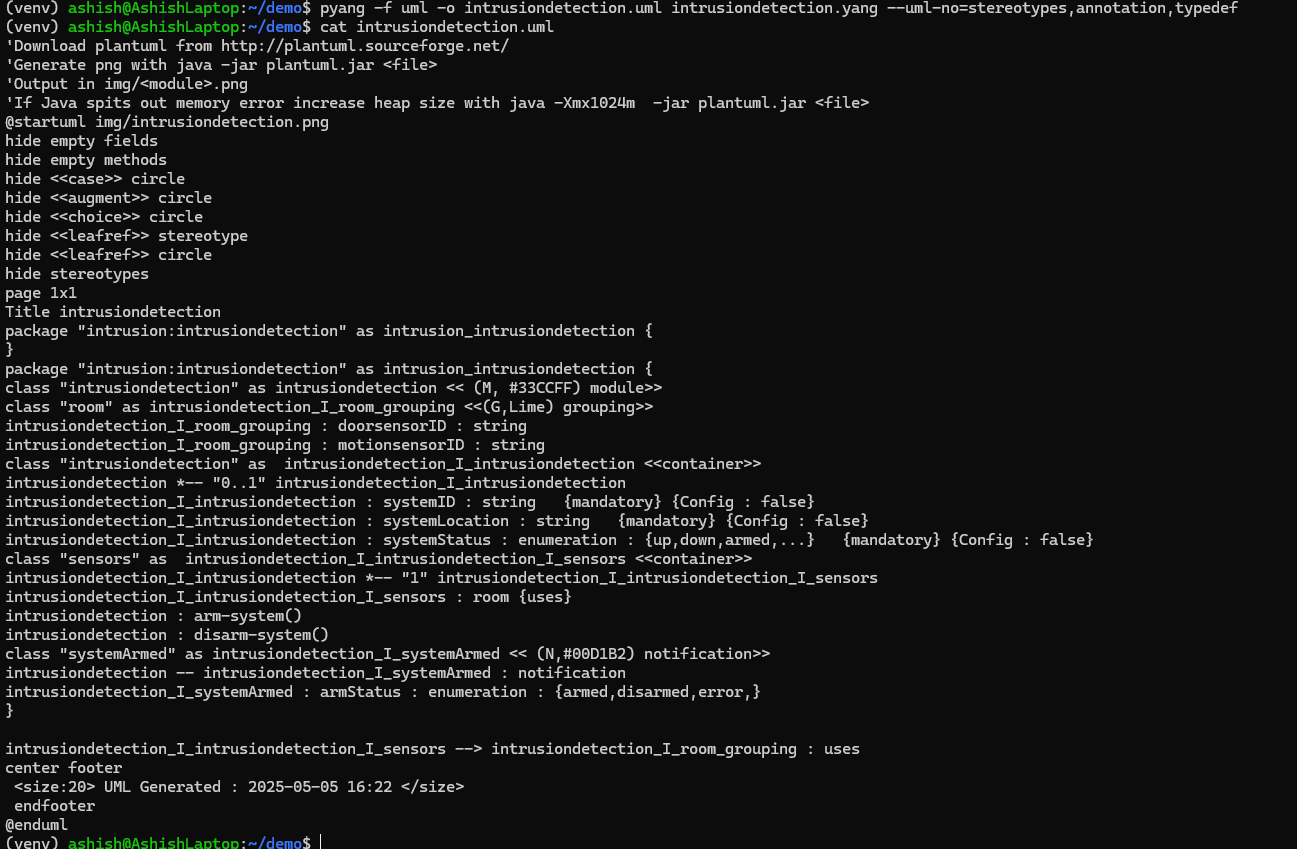 (venv) ashish@AshishLaptop:~/demo$ pyang -f uml -o intrusiondetection.uml intrusiondetection.yang --uml-no=stereotypes,annotation,typedef
(venv) ashish@AshishLaptop:~/demo$ cat intrusiondetection.uml
'Download plantuml from http://plantuml.sourceforge.net/
'Generate png with java -jar plantuml.jar <file>
'Output in img/<module>.png
'If Java spits out memory error increase heap size with java -Xmx1024m  -jar plantuml.jar <file>
@startuml img/intrusiondetection.png
hide empty fields
hide empty methods
hide <<case>> circle
hide <<augment>> circle
hide <<choice>> circle
hide <<leafref>> stereotype
hide <<leafref>> circle
hide stereotypes
page 1x1
Title intrusiondetection
package "intrusion:intrusiondetection" as intrusion_intrusiondetection {
}
package "intrusion:intrusiondetection" as intrusion_intrusiondetection {
class "intrusiondetection" as intrusiondetection << (M, #33CCFF) module>>
class "room" as intrusiondetection_I_room_grouping <<(G,Lime) grouping>>
intrusiondetection_I_room_grouping : doorsensorID : string
intrusiondetection_I_room_grouping : motionsensorID : string
class "intrusiondetection" as  intrusiondetection_I_intrusiondetection <<container>>
intrusiondetection *-- "0..1" intrusiondetection_I_intrusiondetection
intrusiondetection_I_intrusiondetection : systemID : string   {mandatory} {Config : false}
intrusiondetection_I_intrusiondetection : systemLocation : string   {mandatory} {Config : false}
intrusiondetection_I_intrusiondetection : systemStatus : enumeration : {up,down,armed,...}   {mandatory} {Config : false}
class "sensors" as  intrusiondetection_I_intrusiondetection_I_sensors <<container>>
intrusiondetection_I_intrusiondetection *-- "1" intrusiondetection_I_intrusiondetection_I_sensors
intrusiondetection_I_intrusiondetection_I_sensors : room {uses}
intrusiondetection : arm-system()
intrusiondetection : disarm-system()
class "systemArmed" as intrusiondetection_I_systemArmed << (N,#00D1B2) notification>>
intrusiondetection -- intrusiondetection_I_systemArmed : notification
intrusiondetection_I_systemArmed : armStatus : enumeration : {armed,disarmed,error,}
}
intrusiondetection_I_intrusiondetection_I_sensors --> intrusiondetection_I_room_grouping : uses
center footer
 <size:20> UML Generated : 2025-05-05 16:22 </size>
 endfooter
@enduml
(venv) ashish@AshishLaptop:~/demo$